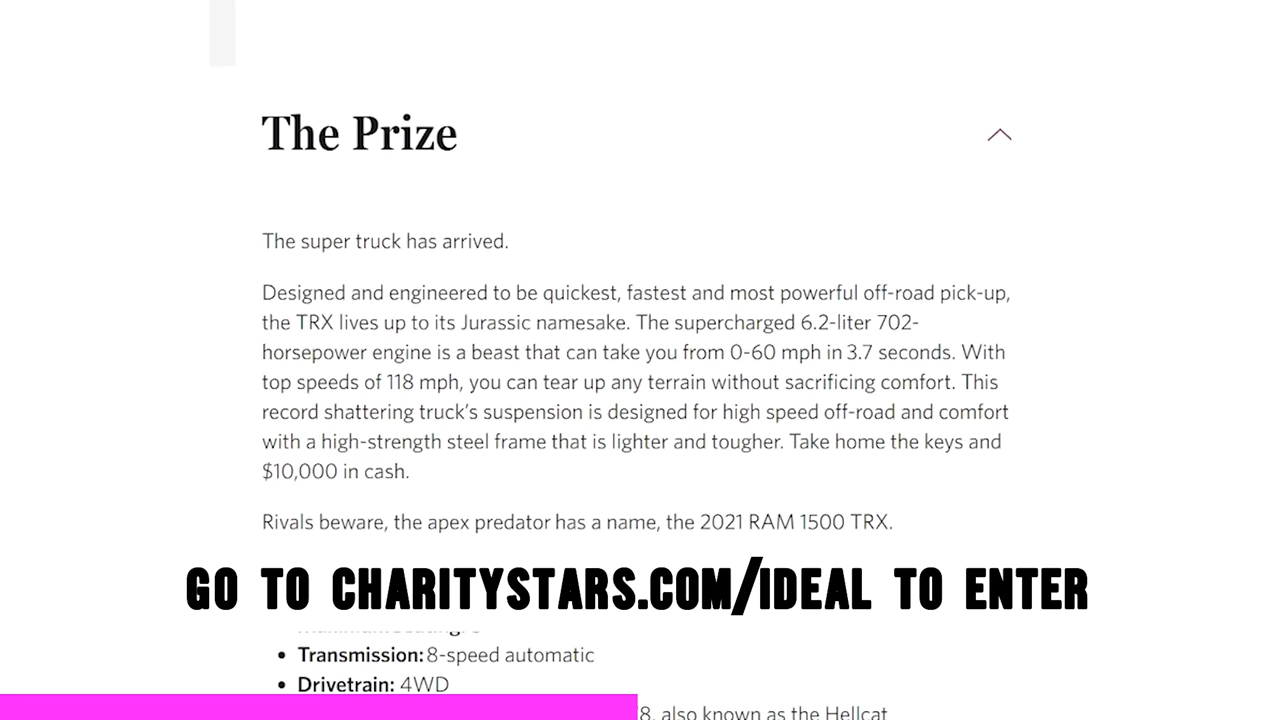 The Prize
The super truck has arrived.
Designed and engineered to be quickest, fastest and most powerful off-road pick-up,
the TRX lives up to its Jurassic namesake. The supercharged 6.2-liter 702-
horsepower engine is a beast that can take you from 0-60 mph in 3.7 seconds. With
top speeds of 118 mph, you can tear up any terrain without sacrificing comfort. This
record shattering truck's suspension is designed for high speed off-road and comfort
with a high-strength steel frame that is lighter and tougher. Take home the keys and
$10,000 in cash.
Rivals beware, the apex predator has a name, the 2021 RAM 1500 TRX.
GO TO CHARITYSTARS.COM/IDEAL TO ENTER
• Transmission: 8-speed automatic
• Drivetrain: 4WD
8, also known as the Hellcat